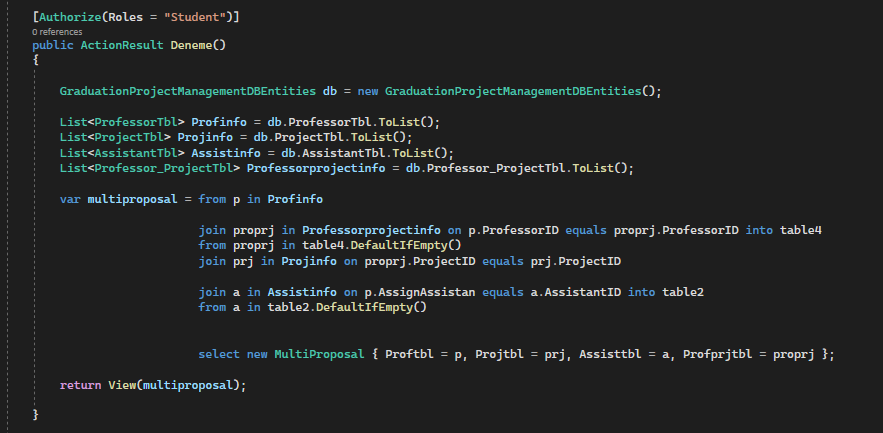 [Authorize(Roles = "Student")]
0 references
public ActionResult Deneme()
{
GraduationProjectManagementDBEntities db = new GraduationProjectManagementDBEntities();
List<ProfessorTbl> Profinfo = db.ProfessorTbl.ToList();
List<ProjectTbl> Projinfo = db.ProjectTbl.ToList();
List<AssistantTbl> Assistinfo = db.AssistantTbl.ToList();
List<Professor_ProjectTbl> Professorprojectinfo = db.Professor_ProjectTbl.ToList();
var multiproposal = from p in Profinfo
join proprj in Professorprojectinfo on p.ProfessorID equals proprj.ProfessorID into table4
from proprj in table4.DefaultIfEmpty()
join prj in Projinfo on proprj.ProjectID equals prj.ProjectID
join a in Assistinfo on p.AssignAssistan equals a.AssistantID into table2
from a in table2.DefaultIfEmpty()
select new MultiProposal { Proftbl = p, Projtbl = prj, Assisttbl = a, Profprjtbl = proprj };
return View(multiproposal);
}